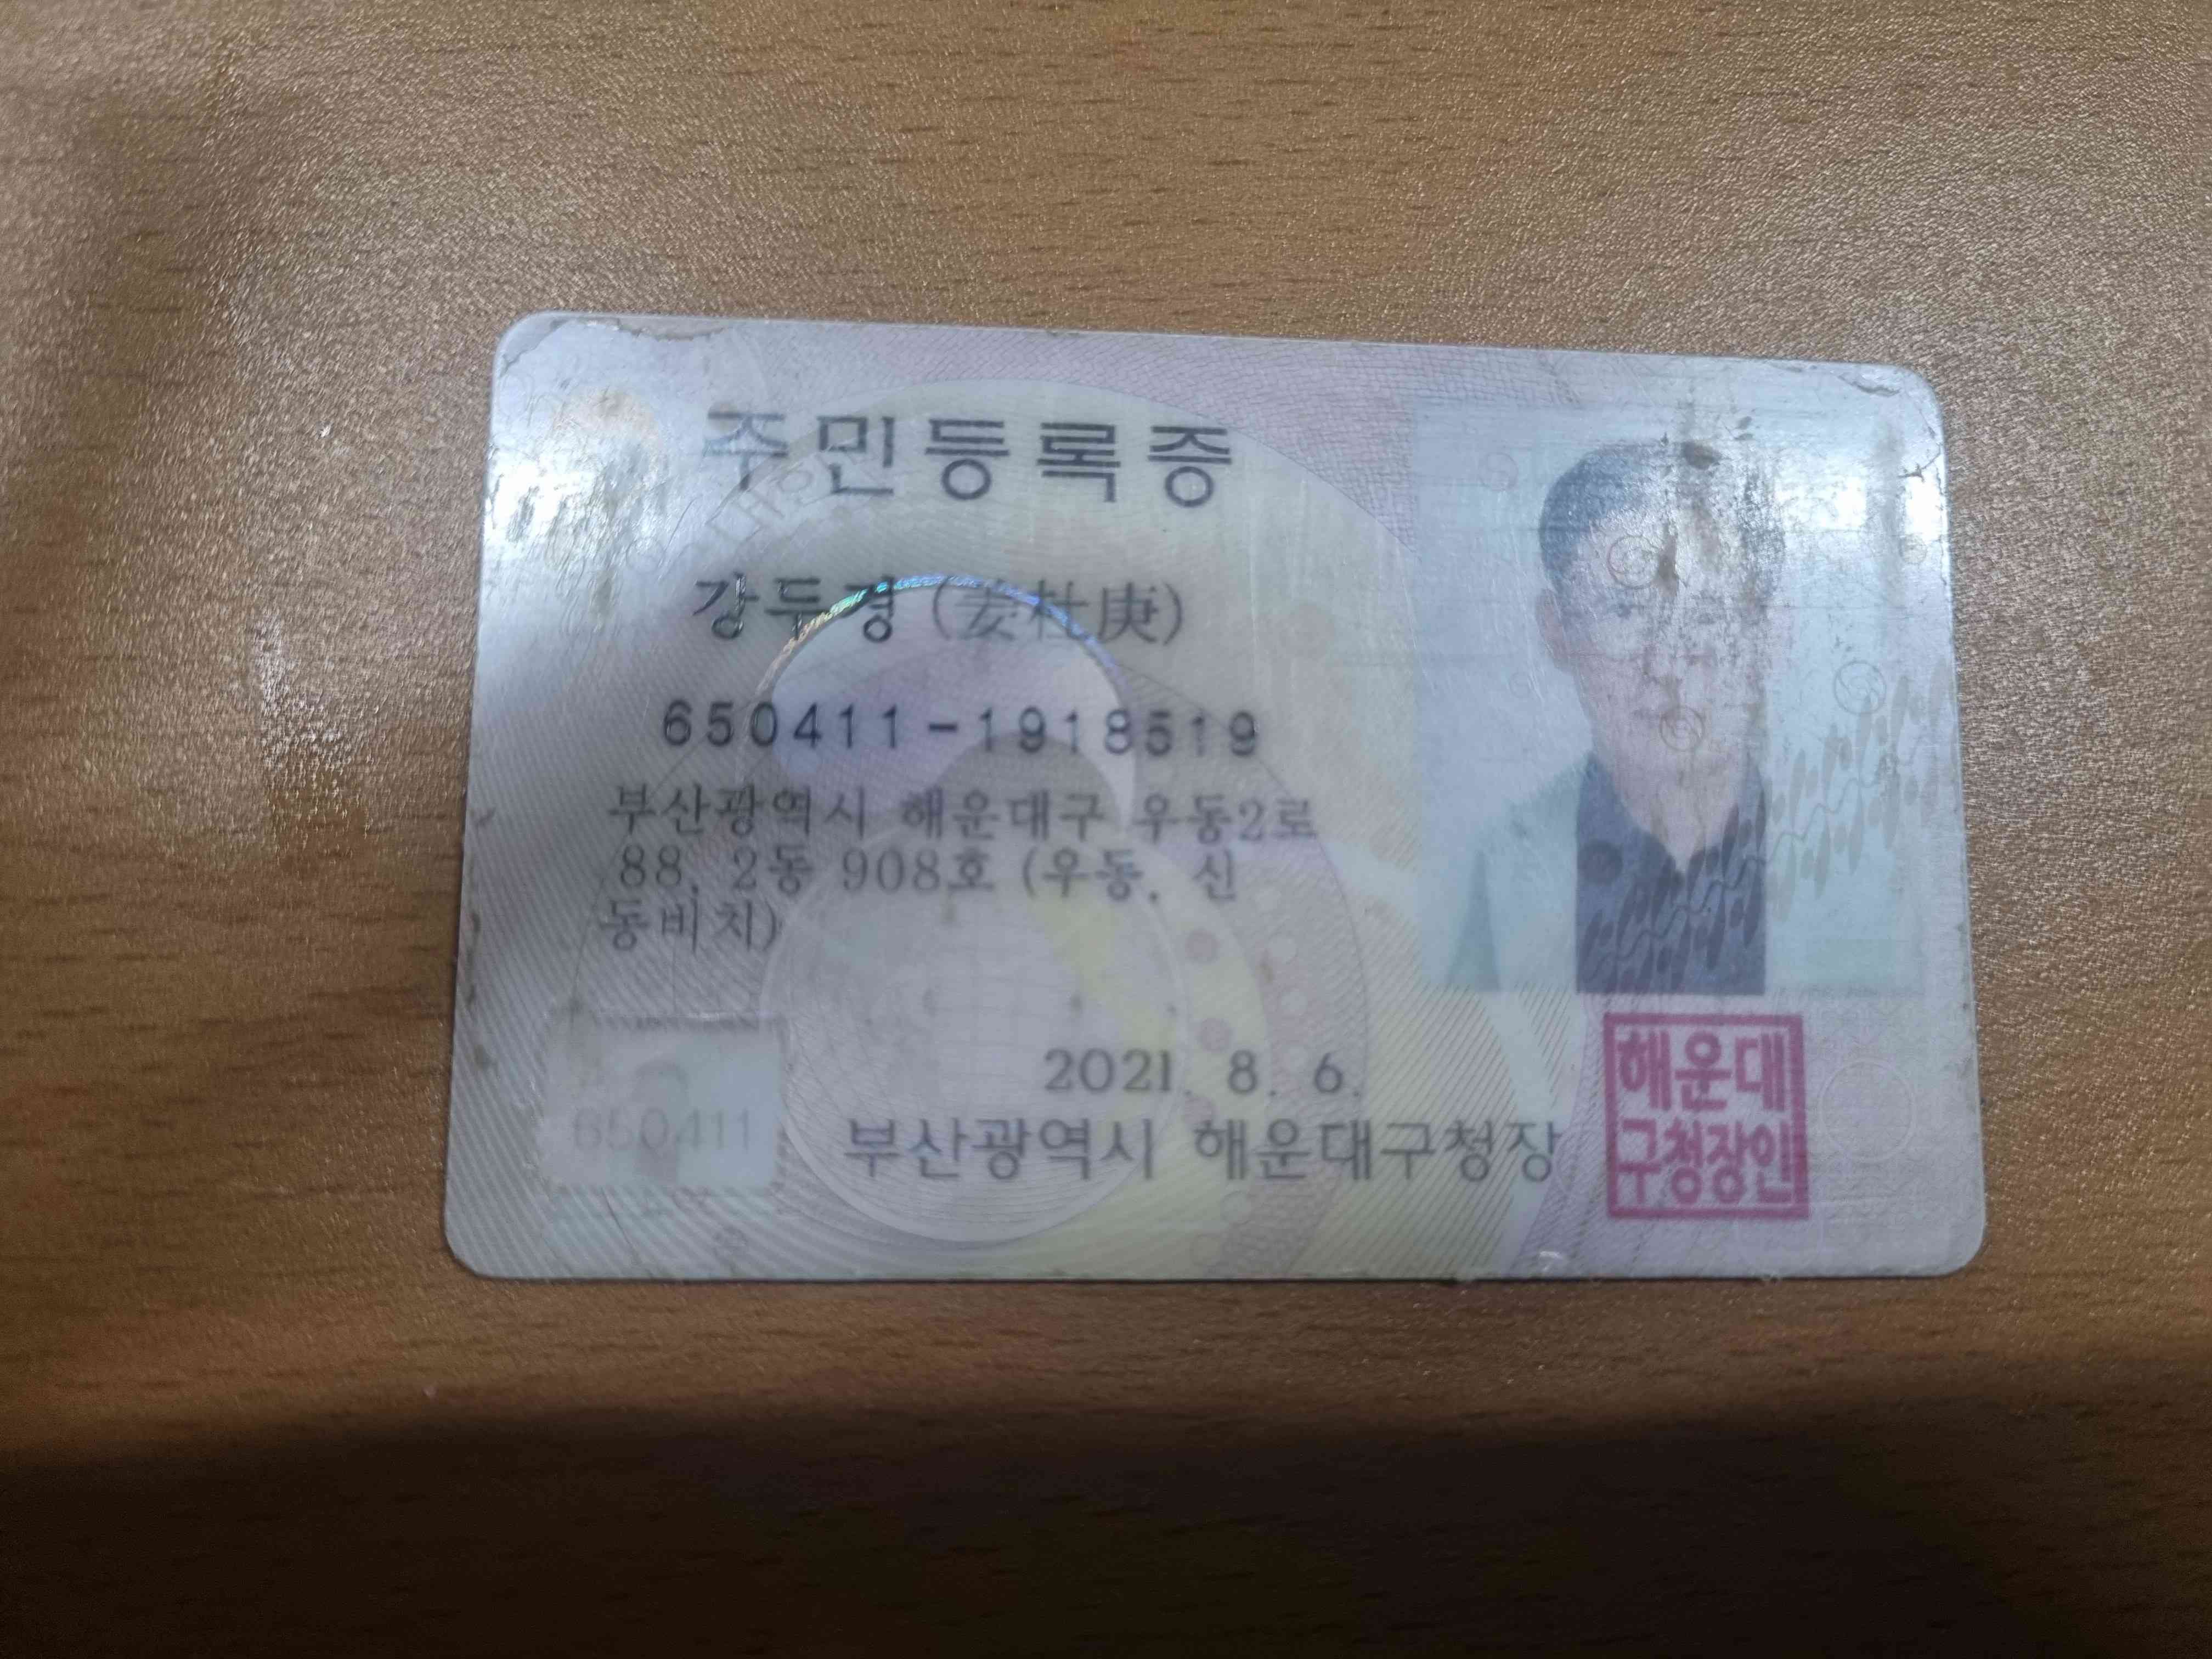 주민등록증
강두경(姜杜庚)
650411-1918519
부산광역시 해운대구 우동2로
88, 2동 908호 (우동, 신
동비치)
650411
2021. 8. 6.
부산광역시 해운대구청장
해운대
구청장인